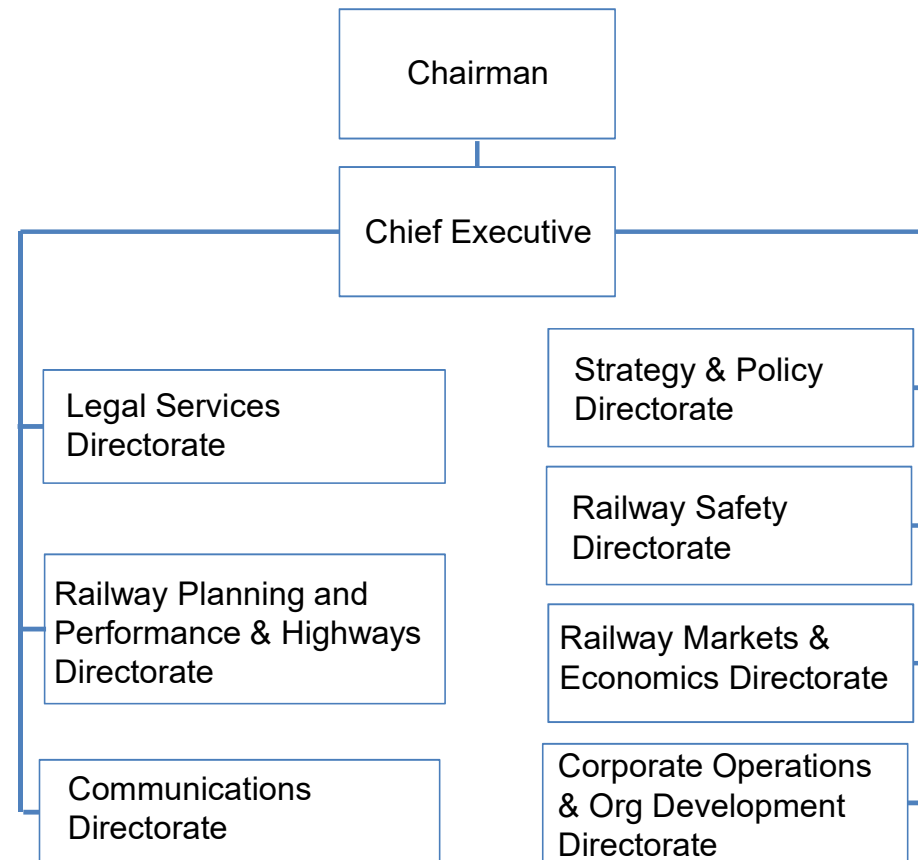 Chairman
Chief Executive
Legal Services
Directorate
Railway Planning and
Performance & Highways
Directorate
Communications
Directorate
Strategy & Policy
Directorate
Railway Safety
Directorate
Railway Markets &
Economics Directorate
Corporate Operations
& Org Development
Directorate